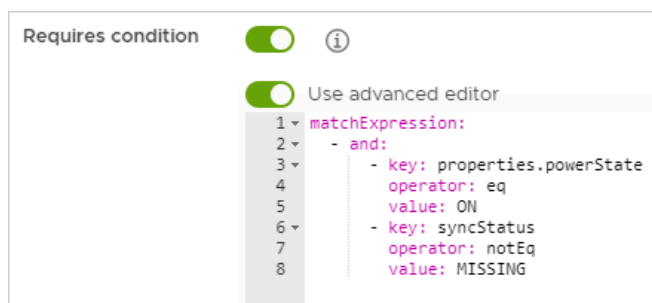 Requires condition
Use advanced editor
1 matchExpression:
2   - and:
3       - key: properties.powerState
4         operator: eq
5         value: ON
6       - key: syncStatus
7         operator: notEq
8         value: MISSING